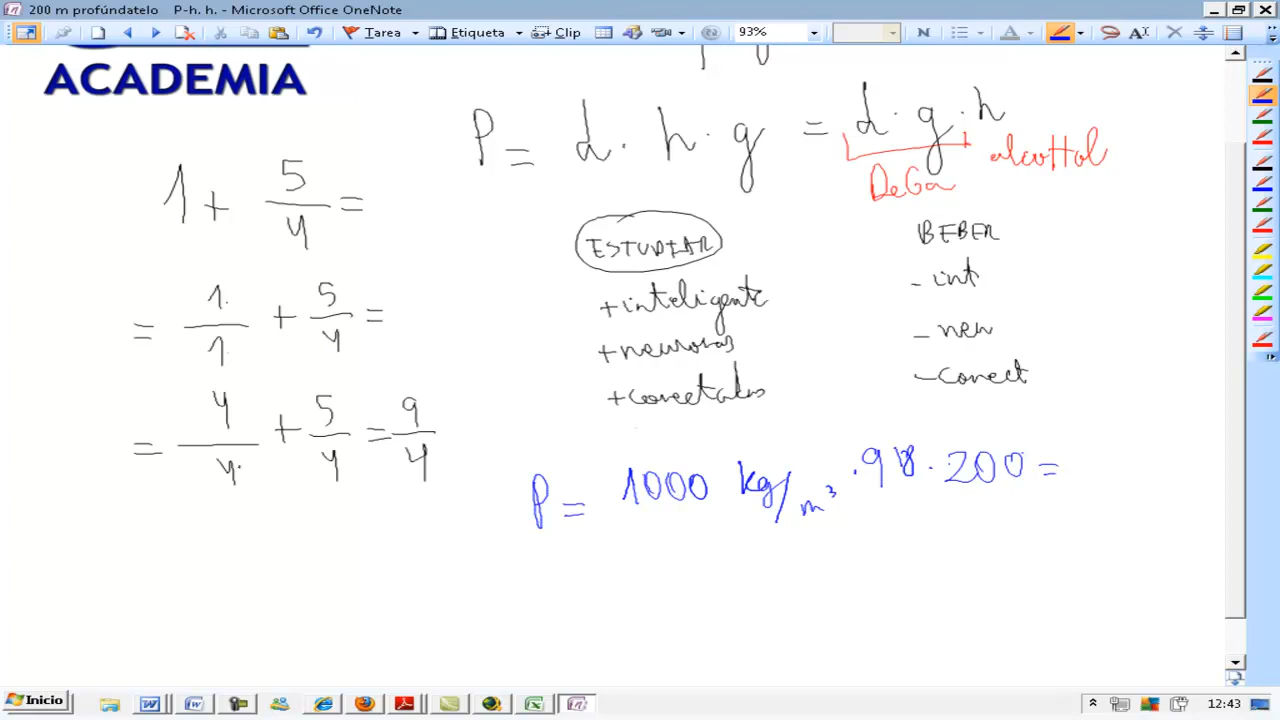 200 m profúndatelo P-h. h. - Microsoft Office OneNote
Tarea Etiqueta Clip 93% N A
ACADEMIA
P = d · h · g = d · g · h
DeGa alcoHol
1 + 5/4 =
= 1/1 + 5/4 =
= 4/4 + 5/4 = 9/4
ESTUDIAR
+ inteligente
+ neuronas
+ conectadas
BEBER
- int
- neu
- conect
P = 1000 kg/m³ · 9'8 · 200 =
Inicio
12:43